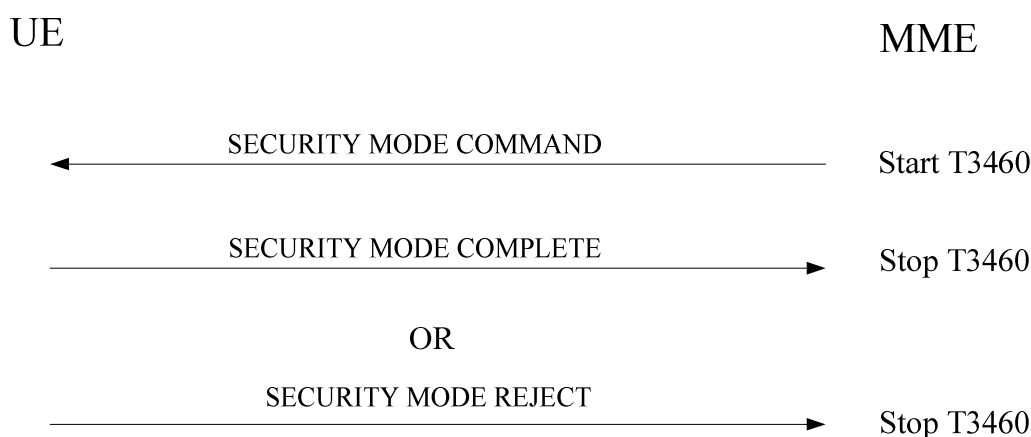 UE
MME
SECURITY MODE COMMAND
Start T3460
SECURITY MODE COMPLETE
Stop T3460
OR
SECURITY MODE REJECT
Stop T3460